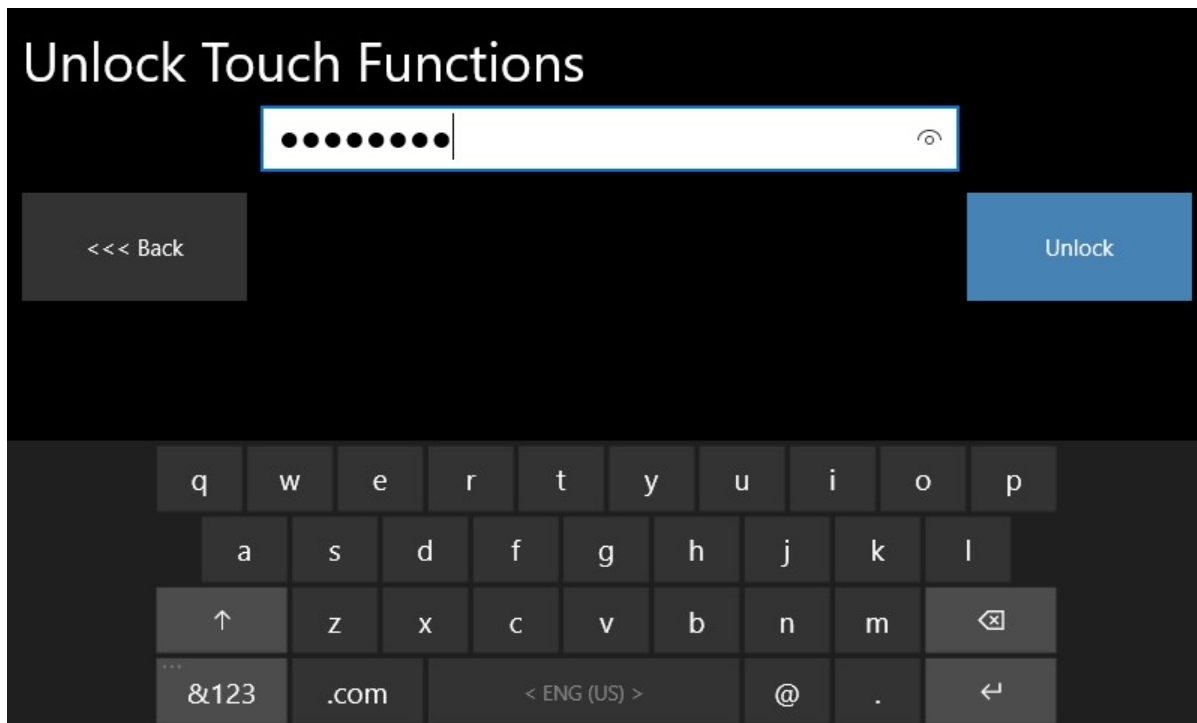 Unlock Touch Functions
●●●●●●●●
<<< Back
Unlock
q w e r t y u i o p
a s d f g h j k l
↑ z x c v b n m
&123 .com < ENG (US) > @ .